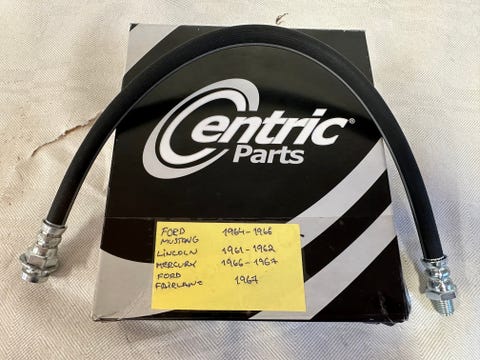 Centric®
Parts
FORD 1964-1966
MUSTANG
LINCOLN 1961-1962
MERCURY 1966-1967
FORD
FAIRLANE 1967